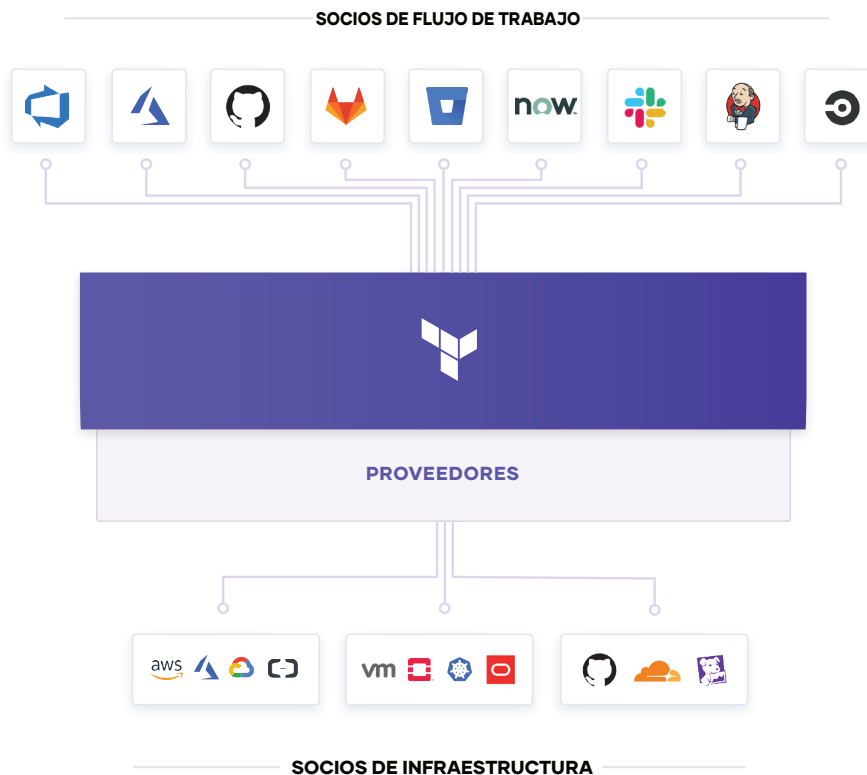 SOCIOS DE FLUJO DE TRABAJO
now
PROVEEDORES
aws
vm
SOCIOS DE INFRAESTRUCTURA